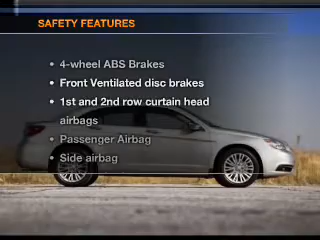 SAFETY FEATURES
• 4-wheel ABS Brakes
• Front Ventilated disc brakes
• 1st and 2nd row curtain head
airbags
• Passenger Airbag
• Side airbag